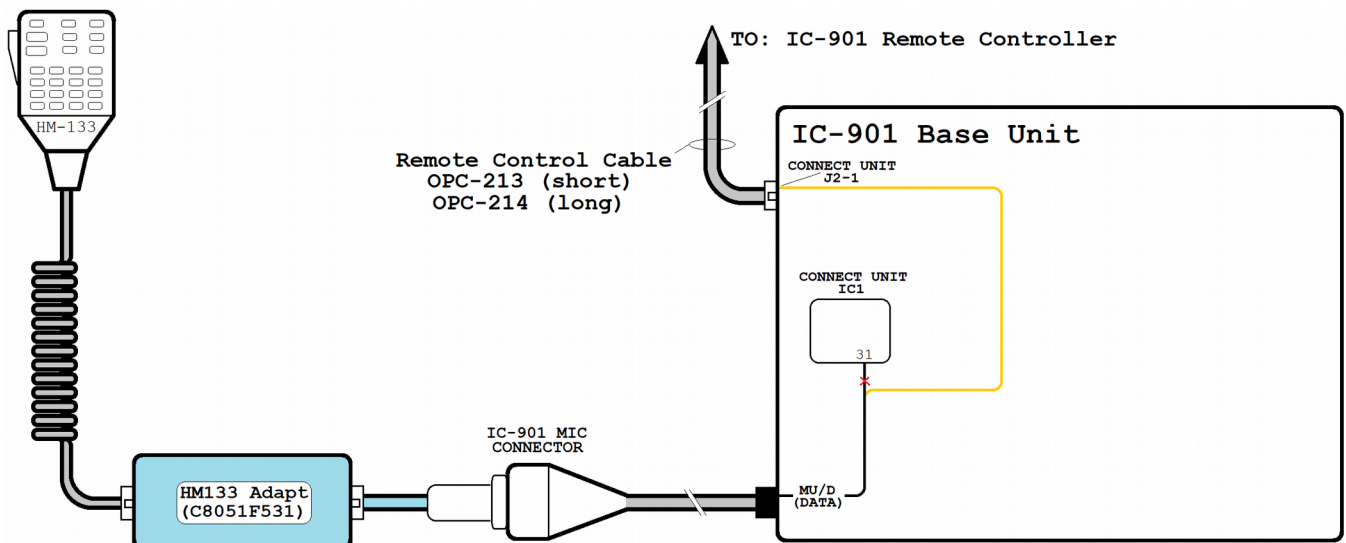 HM-133
TO: IC-901 Remote Controller
Remote Control Cable
OPC-213 (short)
OPC-214 (long)
IC-901 Base Unit
CONNECT UNIT
J2-1
CONNECT UNIT
IC1
31
IC-901 MIC
CONNECTOR
HM133 Adapt
(C8051F531)
MU/D
(DATA)